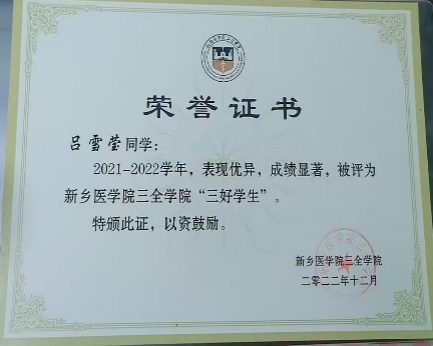 荣誉证书
吕雪莹同学：
2021-2022学年，表现优异，成绩显著，被评为
新乡医学院三全学院“三好学生”。
特颁此证，以资鼓励。
新乡医学院三全学院
二零二二年十二月